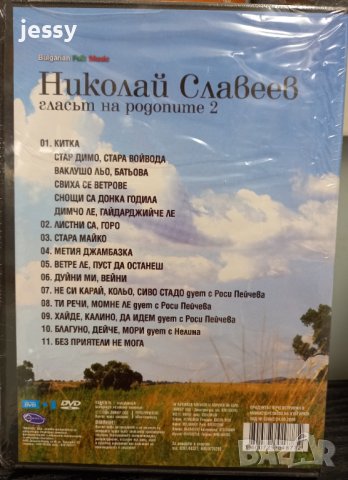 jessy
Bulgarian Folk Music
Николай Славеев
гласът на родопите 2
01. КИТКА
СТАР ДИМО, СТАРА ВОЙВОДА
ВАКЛУШО ЛЬО, БАТЬОВА
СВИХА СЕ ВЕТРОВЕ
СНОЩИ СА ДОНКА ГОДИЛА
ДИМЧО ЛЕ, ГАЙДАРДЖИЙЧЕ ЛЕ
02. ЛИСТНИ СА, ГОРО
03. СТАРА МАЙКО
04. МЕТИЯ ДЖАМБАЗКА
05. ВЕТРЕ ЛЕ, ПУСТ ДА ОСТАНЕШ
06. ДУЙНИ МИ, ВЕЙНИ
07. НЕ СИ КАРАЙ, КОЛЬО, СИВО СТАДО дует с Роси Пейчева
08. ТИ РЕЧИ, МОМНЕ ЛЕ дует с Роси Пейчева
09. ХАЙДЕ, КАЛИНО, ДА ИДЕМ дует с Роси Пейчева
10. БЛАГУНО, ДЕЙЧЕ, МОРИ дует с Нелина
11. БЕЗ ПРИЯТЕЛИ НЕ МОГА
DVD
bazar.bg